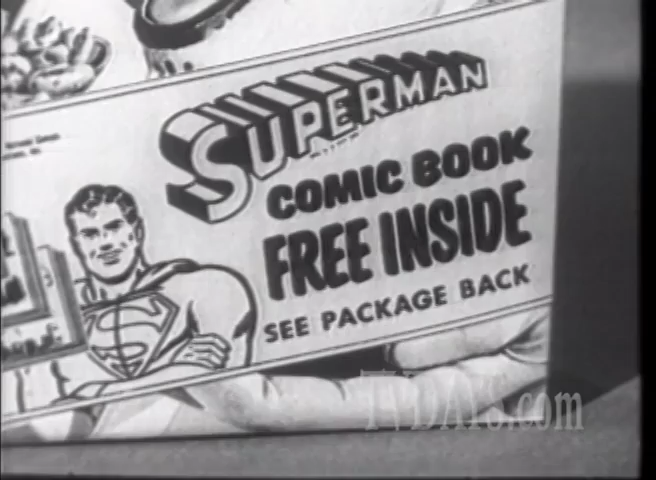 SUPERMAN
COMIC BOOK
FREE INSIDE
SEE PACKAGE BACK
TVDAYS.com